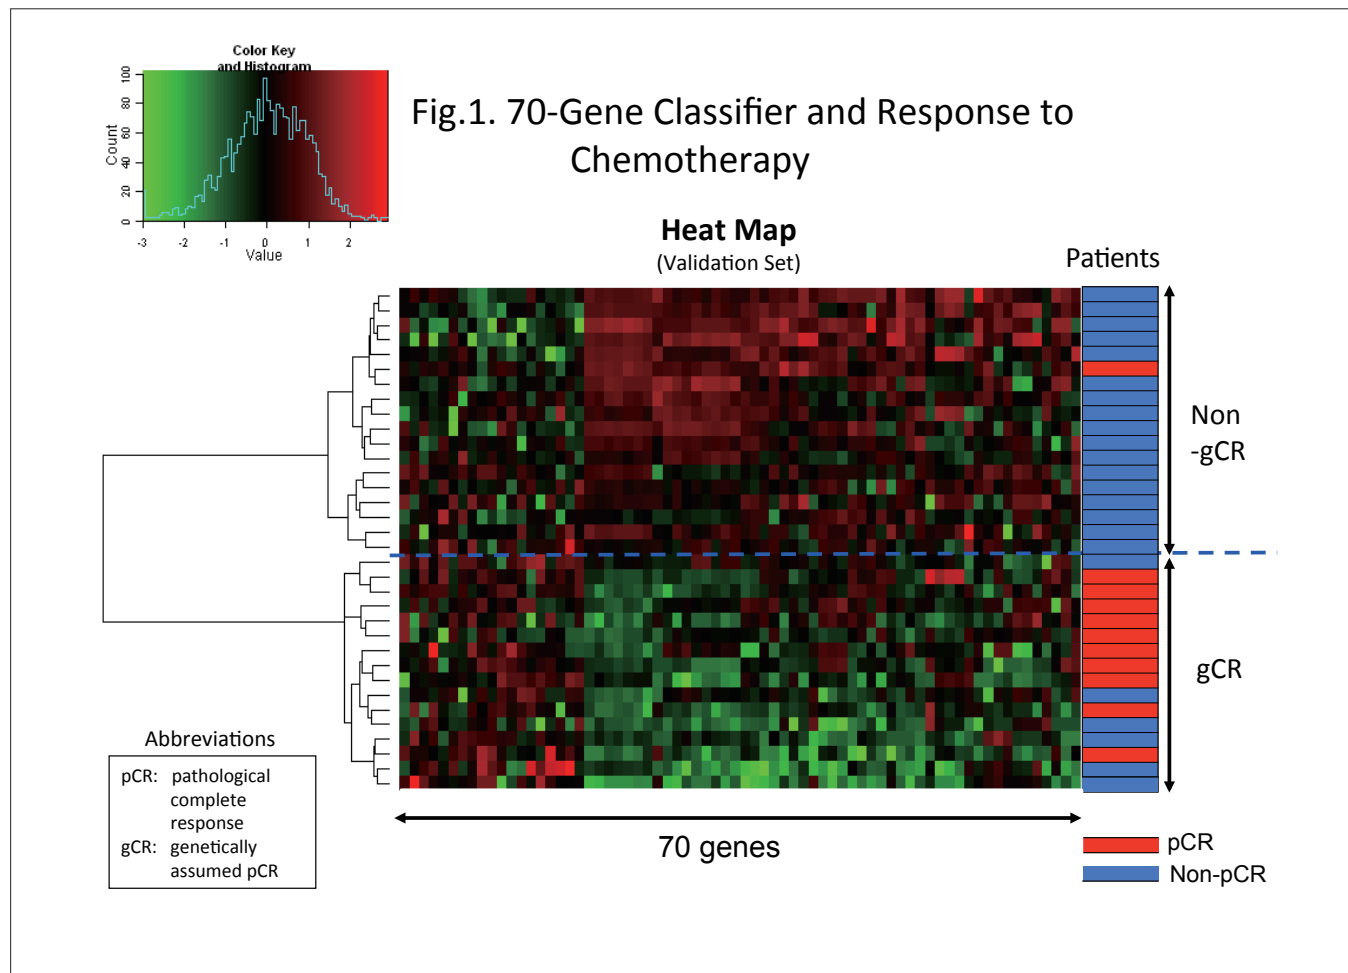 Color Key
and Histogram
Count
0
20
40
60
80
100
-3
-2
-1
0
1
2
Value
Fig.1. 70-Gene Classifier and Response to
Chemotherapy
Heat Map
(Validation Set)
Patients
Non
-gCR
gCR
Abbreviations
pCR: pathological
complete
response
gCR: genetically
assumed pCR
70 genes
pCR
Non-pCR